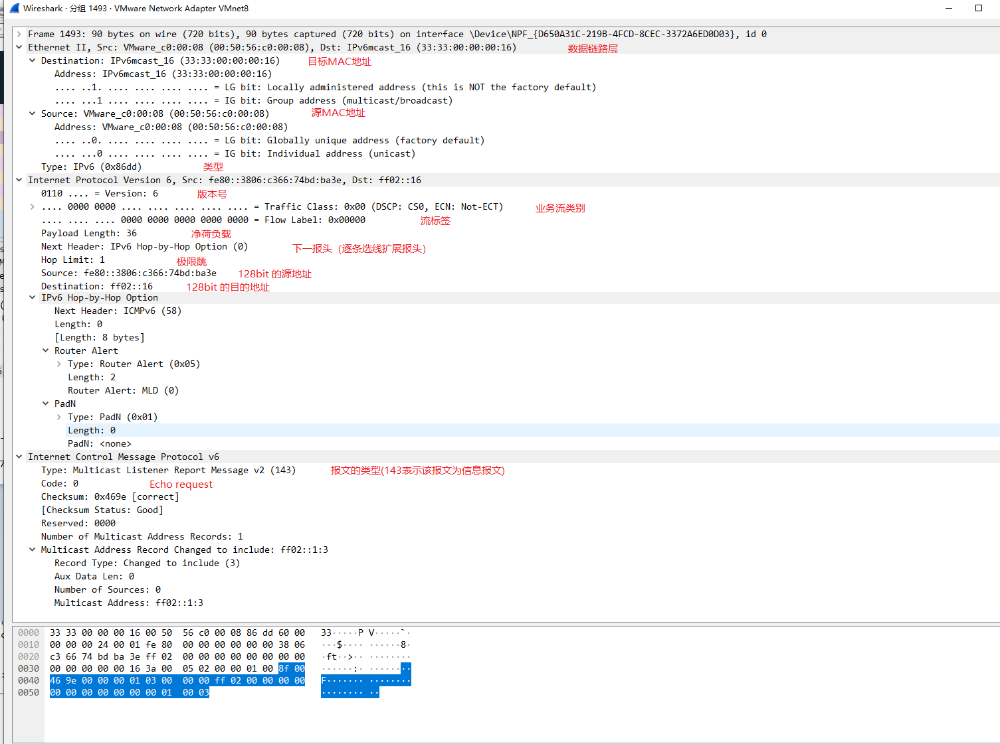 Wireshark · 分组 1493 · VMware Network Adapter VMnet8
Frame 1493: 90 bytes on wire (720 bits), 90 bytes captured (720 bits) on interface \Device\NPF_{D650A31C-219B-4FCD-8CEC-3372A6ED0D03}, id 0
Ethernet II, Src: VMware_c0:00:08 (00:50:56:c0:00:08), Dst: IPv6mcast_16 (33:33:00:00:00:16) 数据链路层
Destination: IPv6mcast_16 (33:33:00:00:00:16) 目标MAC地址
Address: IPv6mcast_16 (33:33:00:00:00:16)
.... ..1. .... .... .... .... = LG bit: Locally administered address (this is NOT the factory default)
.... ...1 .... .... .... .... = IG bit: Group address (multicast/broadcast)
Source: VMware_c0:00:08 (00:50:56:c0:00:08) 源MAC地址
Address: VMware_c0:00:08 (00:50:56:c0:00:08)
.... ..0. .... .... .... .... = LG bit: Globally unique address (factory default)
.... ...0 .... .... .... .... = IG bit: Individual address (unicast)
Type: IPv6 (0x86dd) 类型
Internet Protocol Version 6, Src: fe80::3806:c366:74bd:ba3e, Dst: ff02::16
0110 .... = Version: 6 版本号
.... 0000 0000 .... .... .... .... .... = Traffic Class: 0x00 (DSCP: CS0, ECN: Not-ECT) 业务流类别
.... .... .... 0000 0000 0000 0000 0000 = Flow Label: 0x00000 流标签
Payload Length: 36 净荷负载
Next Header: IPv6 Hop-by-Hop Option (0) 下一报头（逐条选线扩展报头）
Hop Limit: 1 极限跳
Source: fe80::3806:c366:74bd:ba3e 128bit 的源地址
Destination: ff02::16 128bit 的目的地址
IPv6 Hop-by-Hop Option
Next Header: ICMPv6 (58)
Length: 0
[Length: 8 bytes]
Router Alert
Type: Router Alert (0x05)
Length: 2
Router Alert: MLD (0)
PadN
Type: PadN (0x01)
Length: 0
PadN: <none>
Internet Control Message Protocol v6
Type: Multicast Listener Report Message v2 (143) 报文的类型(143表示该报文为信息报文)
Code: 0 Echo request
Checksum: 0x469e [correct]
[Checksum Status: Good]
Reserved: 0000
Number of Multicast Address Records: 1
Multicast Address Record Changed to include: ff02::1:3
Record Type: Changed to include (3)
Aux Data Len: 0
Number of Sources: 0
Multicast Address: ff02::1:3
0000 33 33 00 00 00 16 00 50 56 c0 00 08 86 dd 60 00 33·····P V·····`·
0010 00 00 00 24 00 01 fe 80 00 00 00 00 00 00 38 06 ···$···· ······8·
0020 c3 66 74 bd ba 3e ff 02 00 00 00 00 00 00 00 00 ·ft··>·· ········
0030 00 00 00 00 00 16 3a 00 05 02 00 00 01 00 8f 00 ······:· ········
0040 46 9e 00 00 00 01 03 00 00 00 ff 02 00 00 00 00 F······· ········
0050 00 00 00 00 00 00 00 01 00 03 ········ ··